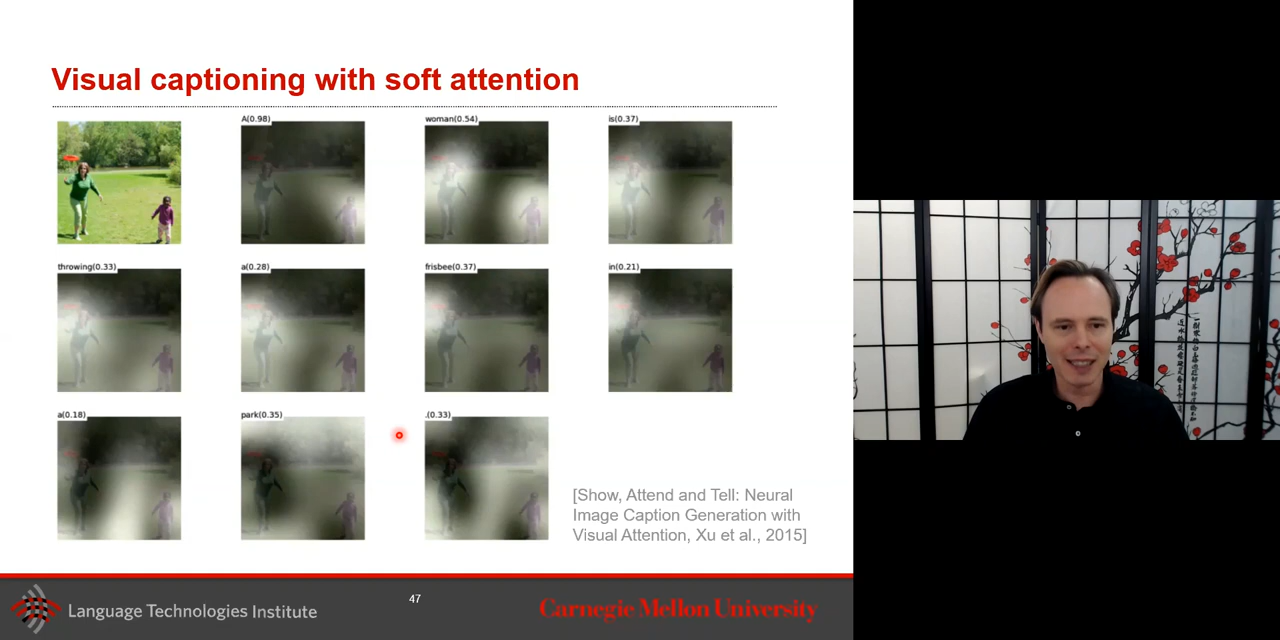 Visual captioning with soft attention
A(0.98)
woman(0.54)
is(0.37)
throwing(0.33)
a(0.28)
frisbee(0.37)
in(0.21)
a(0.18)
park(0.35)
.(0.33)
[Show, Attend and Tell: Neural
Image Caption Generation with
Visual Attention, Xu et al., 2015]
Language Technologies Institute
47
Carnegie Mellon University